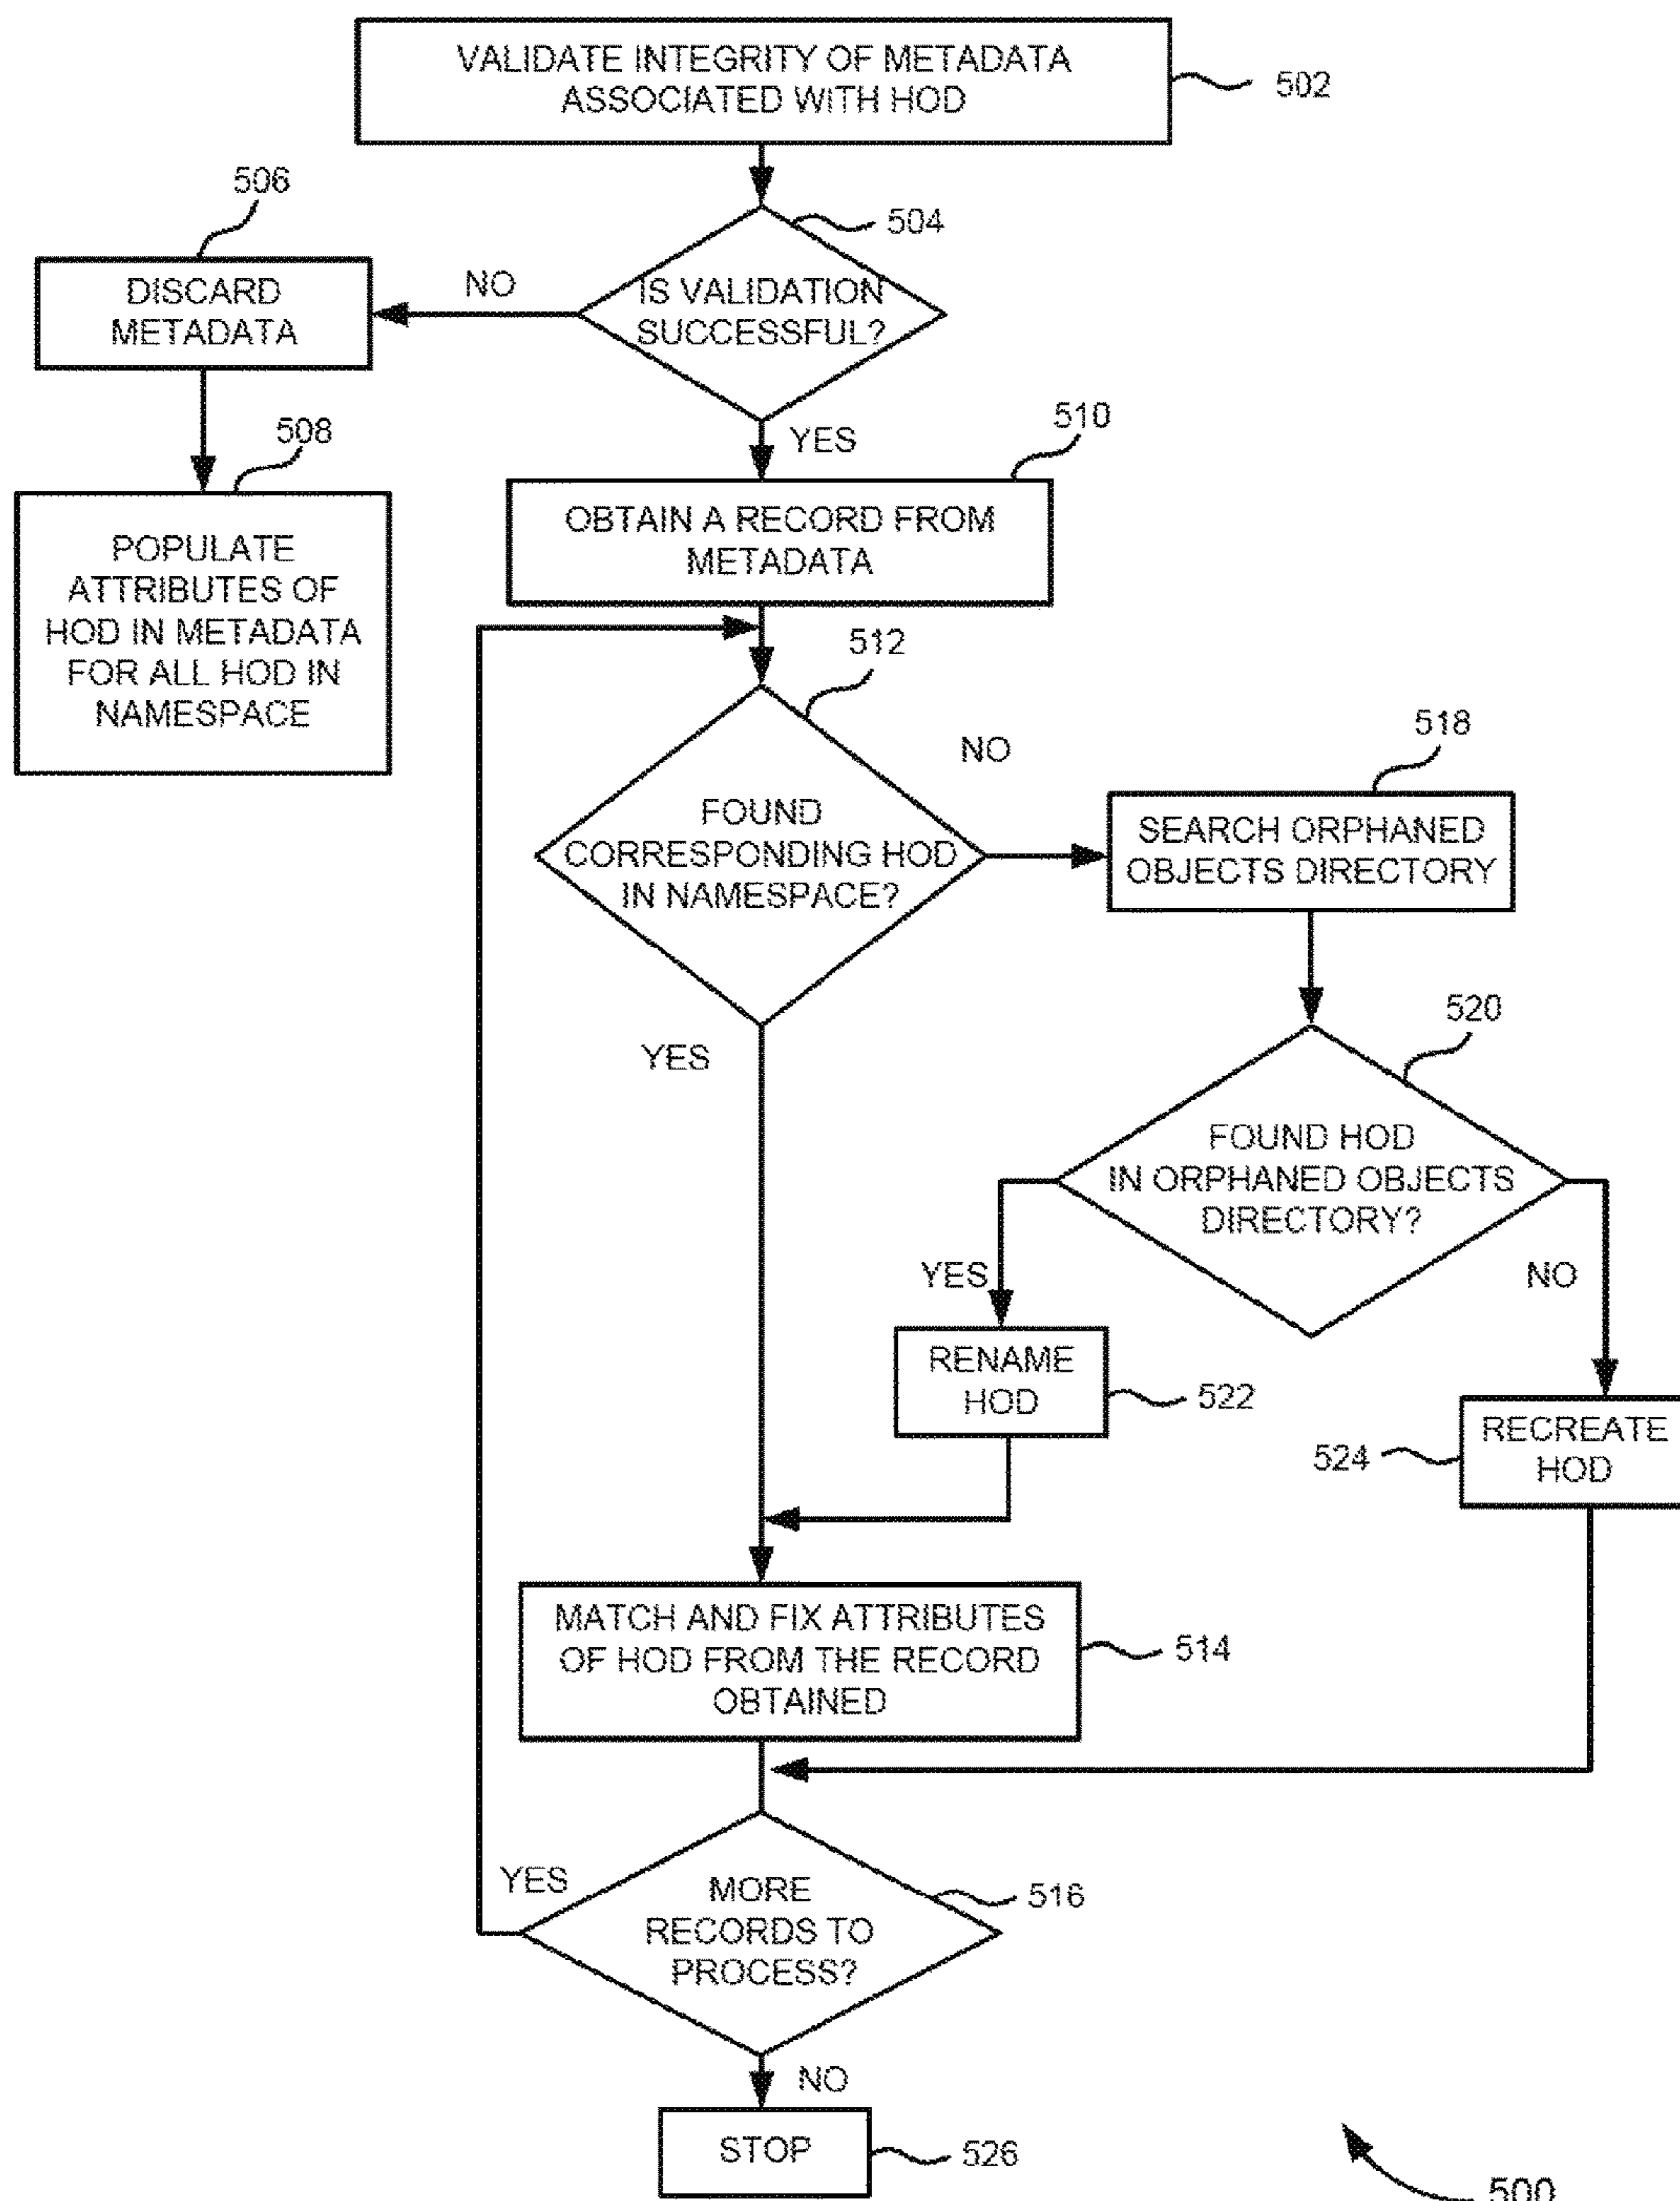 VALIDATE INTEGRITY OF METADATA
ASSOCIATED WITH HOD
502
506
504
DISCARD
METADATA
NO
IS VALIDATION
SUCCESSFUL?
508
YES
510
POPULATE
ATTRIBUTES OF
HOD IN METADATA
FOR ALL HOD IN
NAMESPACE
OBTAIN A RECORD FROM
METADATA
512
NO
518
FOUND
CORRESPONDING HOD
IN NAMESPACE?
SEARCH ORPHANED
OBJECTS DIRECTORY
YES
520
FOUND HOD
IN ORPHANED OBJECTS
DIRECTORY?
YES
NO
RENAME
HOD
522
524
RECREATE
HOD
MATCH AND FIX ATTRIBUTES
OF HOD FROM THE RECORD
OBTAINED
514
YES
MORE
RECORDS TO
PROCESS?
516
NO
STOP
526
500